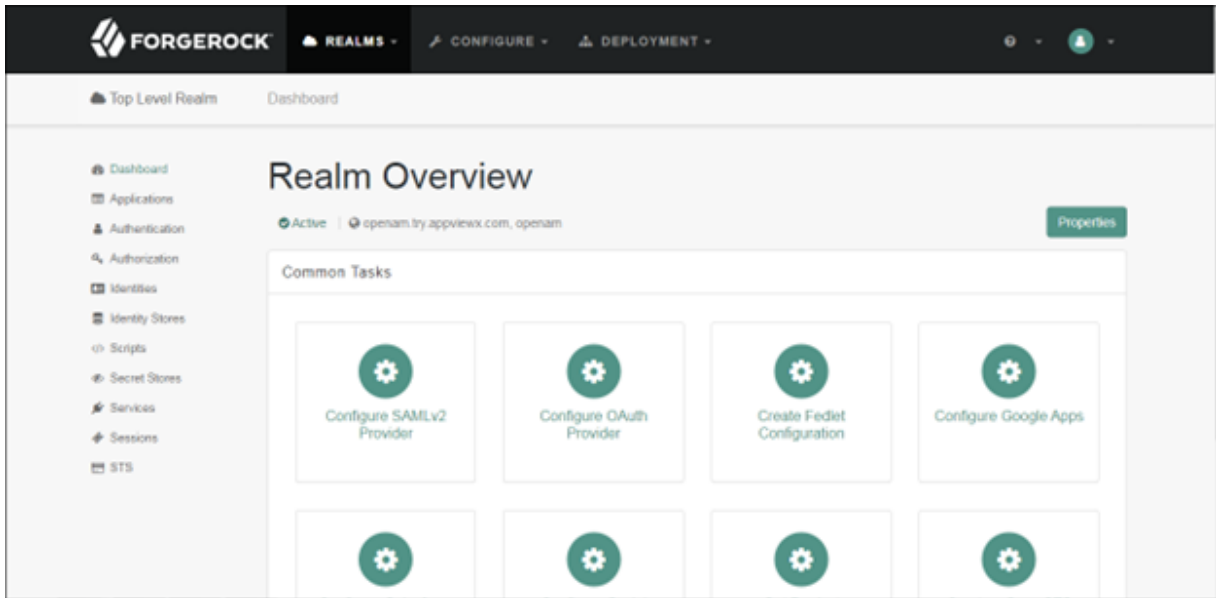 FORGEROCK REALMS CONFIGURE DEPLOYMENT
Top Level Realm Dashboard
Dashboard
Applications
Authentication
Authorization
Identities
Identity Stores
Scripts
Secret Stores
Services
Sessions
STS
Realm Overview
Active | openam.try.appviewx.com, openam
Properties
Common Tasks
Configure SAMLv2
Provider
Configure OAuth
Provider
Create Fedlet
Configuration
Configure Google Apps